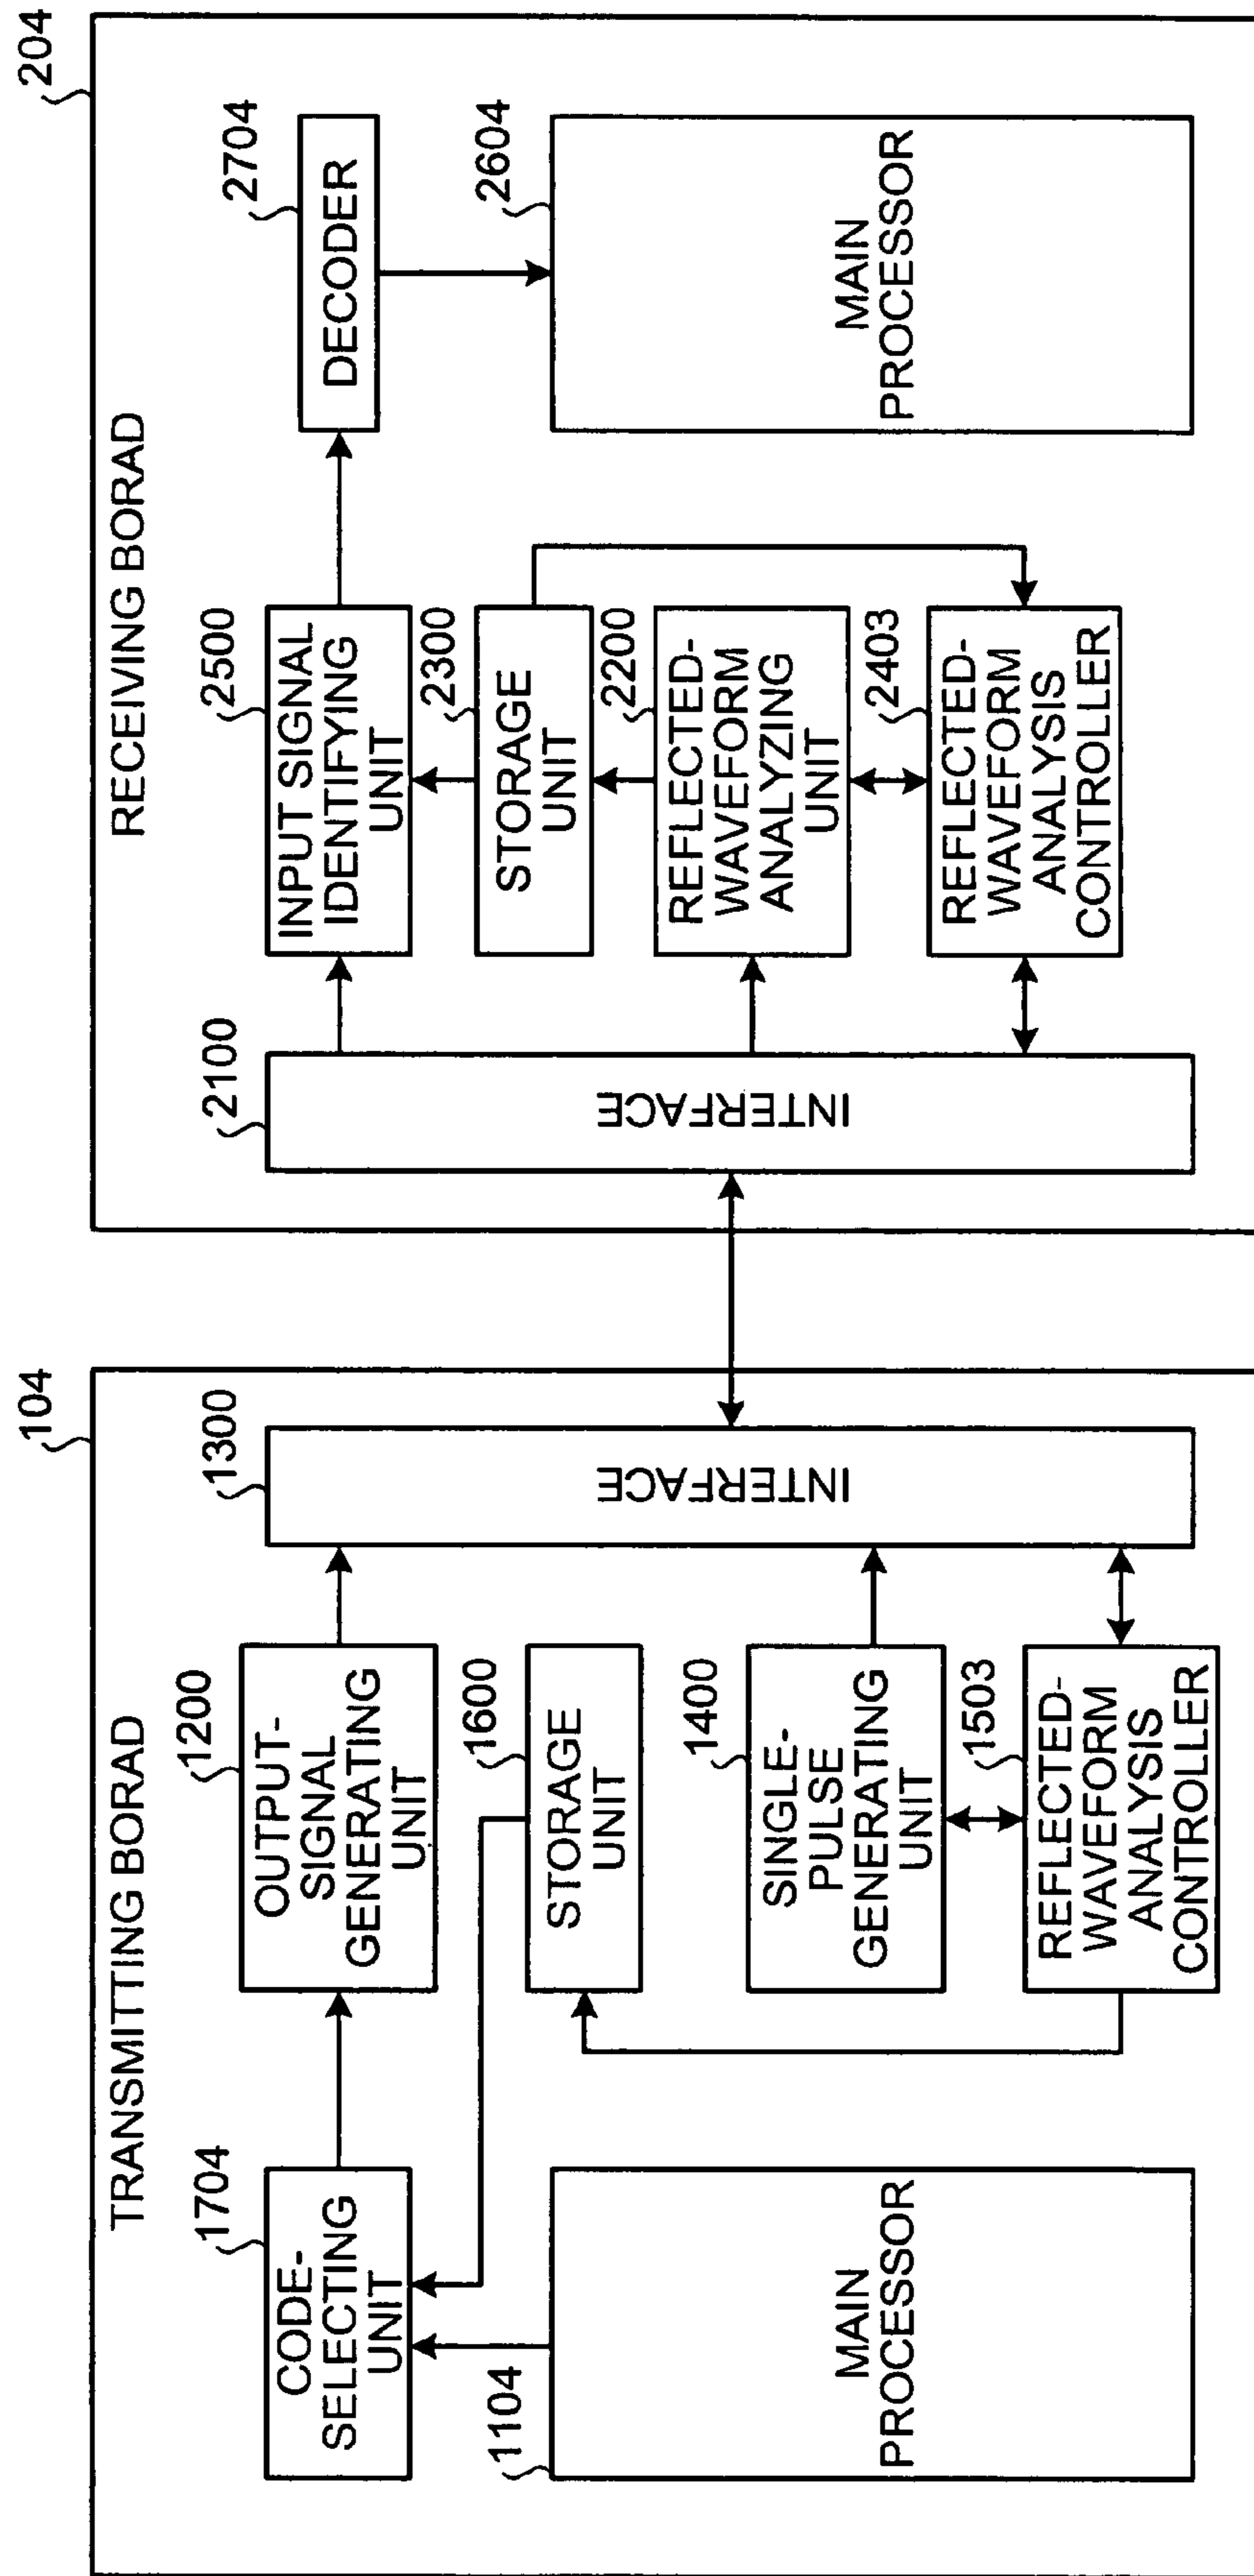 104
TRANSMITTING BORAD
1704
CODE-
SELECTING
UNIT
1200
OUTPUT-
SIGNAL
GENERATING
UNIT
1300
INTERFACE
1600
STORAGE
UNIT
1104
MAIN
PROCESSOR
1400
SINGLE-
PULSE
GENERATING
UNIT
1503
REFLECTED-
WAVEFORM
ANALYSIS
CONTROLLER
204
RECEIVING BORAD
2100
INTERFACE
2500
INPUT SIGNAL
IDENTIFYING
UNIT
2704
DECODER
2300
STORAGE
UNIT
2604
MAIN
PROCESSOR
2200
REFLECTED-
WAVEFORM
ANALYZING
UNIT
2403
REFLECTED-
WAVEFORM
ANALYSIS
CONTROLLER